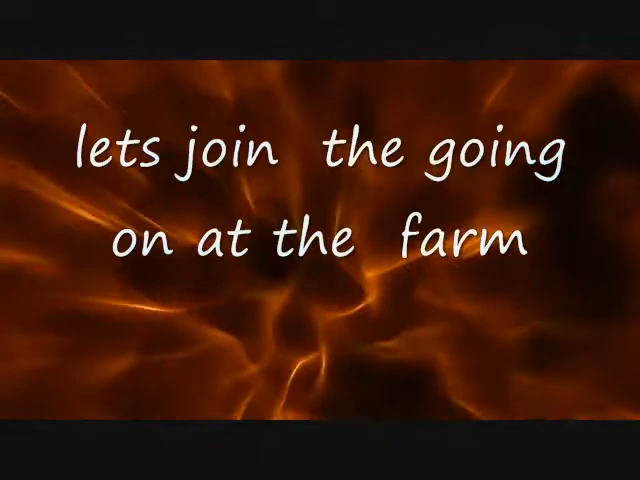 lets join the going
on at the farm